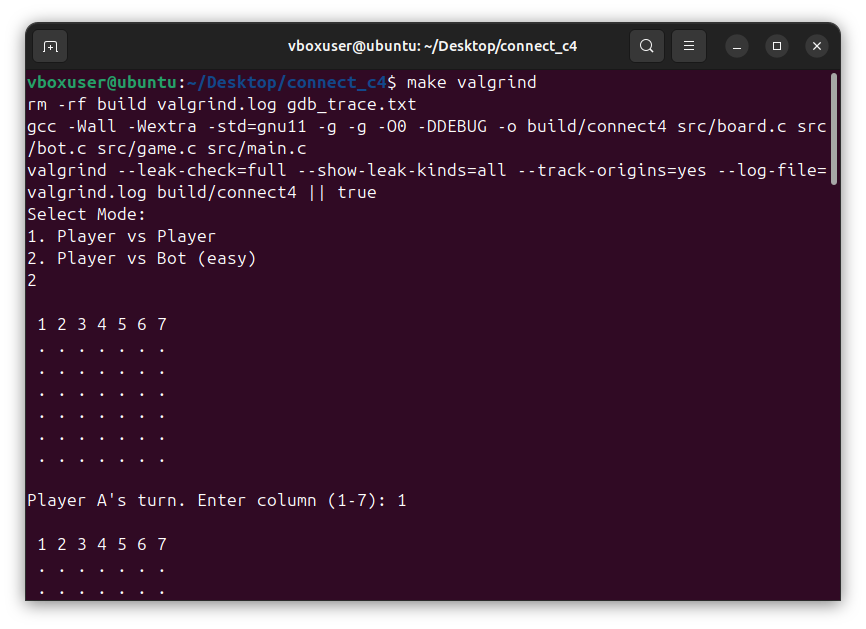 vboxuser@ubuntu: ~/Desktop/connect_c4
vboxuser@ubuntu:~/Desktop/connect_c4$ make valgrind
rm -rf build valgrind.log gdb_trace.txt
gcc -Wall -Wextra -std=gnu11 -g -g -O0 -DDEBUG -o build/connect4 src/board.c src
/bot.c src/game.c src/main.c
valgrind --leak-check=full --show-leak-kinds=all --track-origins=yes --log-file=
valgrind.log build/connect4 || true
Select Mode:
1. Player vs Player
2. Player vs Bot (easy)
2
1 2 3 4 5 6 7
. . . . . . .
. . . . . . .
. . . . . . .
. . . . . . .
. . . . . . .
. . . . . . .
Player A's turn. Enter column (1-7): 1
1 2 3 4 5 6 7
. . . . . . .
. . . . . . .